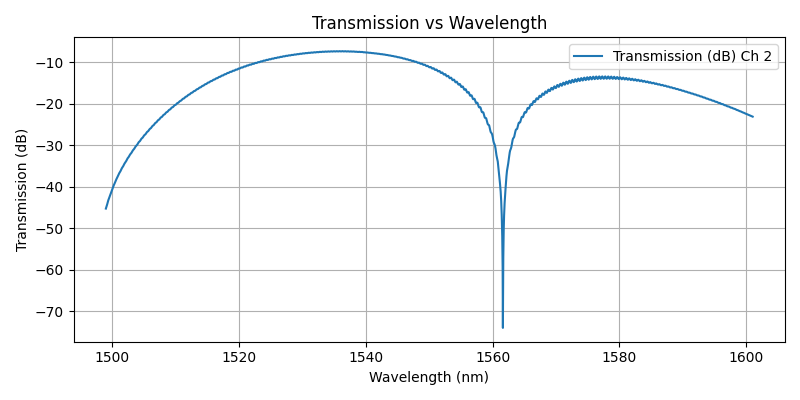 Transmission vs Wavelength
Transmission (dB) Ch 2
Transmission (dB)
−10
−20
−30
−40
−50
−60
−70
1500 1520 1540 1560 1580 1600
Wavelength (nm)